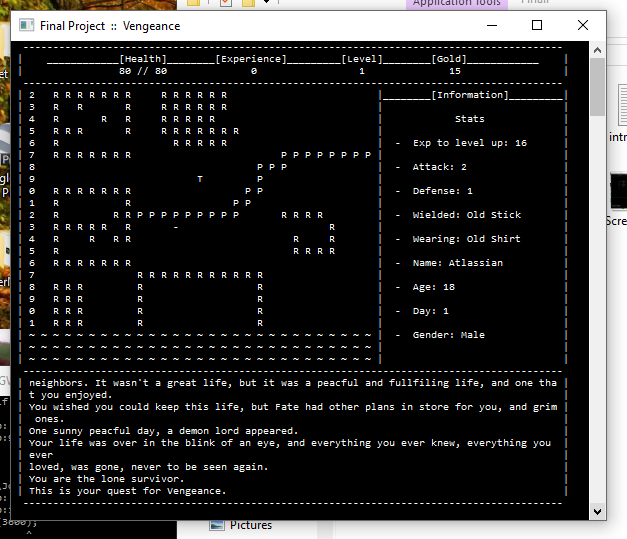 Application Tools
Final Project :: Vengeance
____________[Health]________[Experience]_________[Level]________[Gold]____________
80 // 80 0 1 15
2 R R R R R R R R R R R R R ________[Information]_________
3 R R R R R R R R R
4 R R R R R R R R Stats
5 R R R R R R R R R R R
6 R R R R R R - Exp to level up: 16
7 R R R R R R R P P P P P P P P
8 P P P - Attack: 2
9 T P
0 R R R R R R R P P - Defense: 1
1 R R P P
2 R R R P P P P P P P P P R R R R - Wielded: Old Stick
3 R R R R R R - R
4 R R R R R R - Wearing: Old Shirt
5 R R R R R R
6 R R R R R R R - Name: Atlassian
7 R R R R R R R R R R R
8 R R R R R - Age: 18
9 R R R R R
0 R R R R R - Day: 1
1 R R R R R
~ ~ ~ ~ ~ ~ ~ ~ ~ ~ ~ ~ ~ ~ ~ ~ ~ ~ ~ ~ ~ ~ ~ ~ ~ ~ ~ ~ ~ - Gender: Male
~ ~ ~ ~ ~ ~ ~ ~ ~ ~ ~ ~ ~ ~ ~ ~ ~ ~ ~ ~ ~ ~ ~ ~ ~ ~ ~ ~ ~
~ ~ ~ ~ ~ ~ ~ ~ ~ ~ ~ ~ ~ ~ ~ ~ ~ ~ ~ ~ ~ ~ ~ ~ ~ ~ ~ ~ ~
neighbors. It wasn't a great life, but it was a peacful and fullfiling life, and one tha
t you enjoyed.
You wished you could keep this life, but Fate had other plans in store for you, and grim
ones.
One sunny peacful day, a demon lord appeared.
Your life was over in the blink of an eye, and everything you ever knew, everything you
ever
loved, was gone, never to be seen again.
You are the lone survivor.
This is your quest for Vengeance.
Pictures